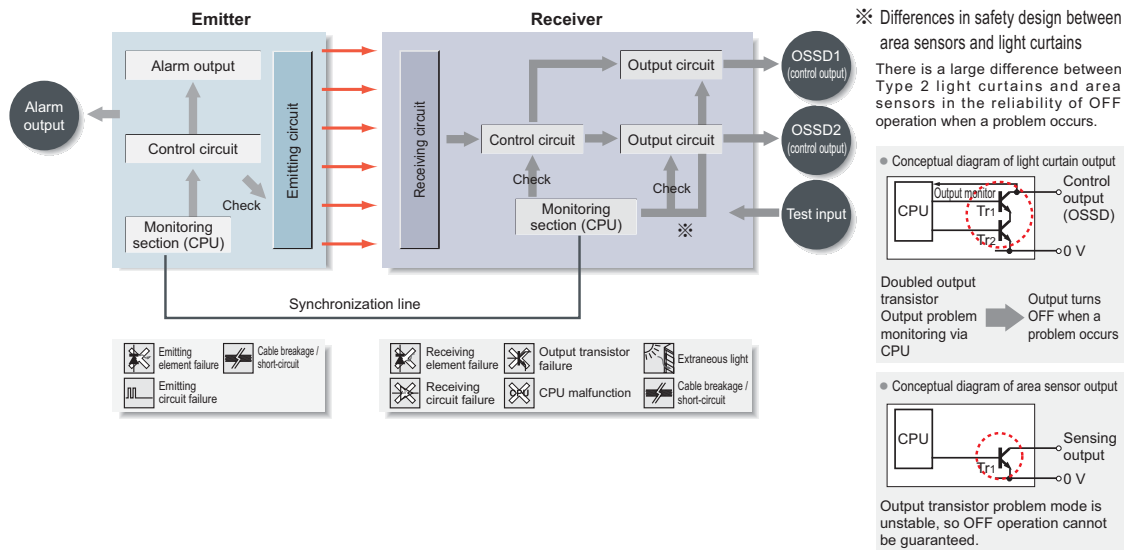 Emitter
Receiver
Alarm
output
Alarm output
Control circuit
Check
Monitoring
section (CPU)
Emitting circuit
Receiving circuit
Control circuit
Output circuit
Output circuit
Check
Check
Monitoring
section (CPU)
※
OSSD1
(control output)
OSSD2
(control output)
Test input
Synchronization line
Emitting
element failure
Cable breakage /
short-circuit
Emitting
circuit failure
Receiving
element failure
Output transistor
failure
Extraneous light
Receiving
circuit failure
CPU
CPU malfunction
Cable breakage /
short-circuit
※ Differences in safety design between
area sensors and light curtains
There is a large difference between
Type 2 light curtains and area
sensors in the reliability of OFF
operation when a problem occurs.
● Conceptual diagram of light curtain output
CPU
Output monitor
Tr1
Tr2
Control
output
(OSSD)
0 V
Doubled output
transistor
Output problem
monitoring via
CPU
Output turns
OFF when a
problem occurs
● Conceptual diagram of area sensor output
CPU
Tr1
Sensing
output
0 V
Output transistor problem mode is
unstable, so OFF operation cannot
be guaranteed.